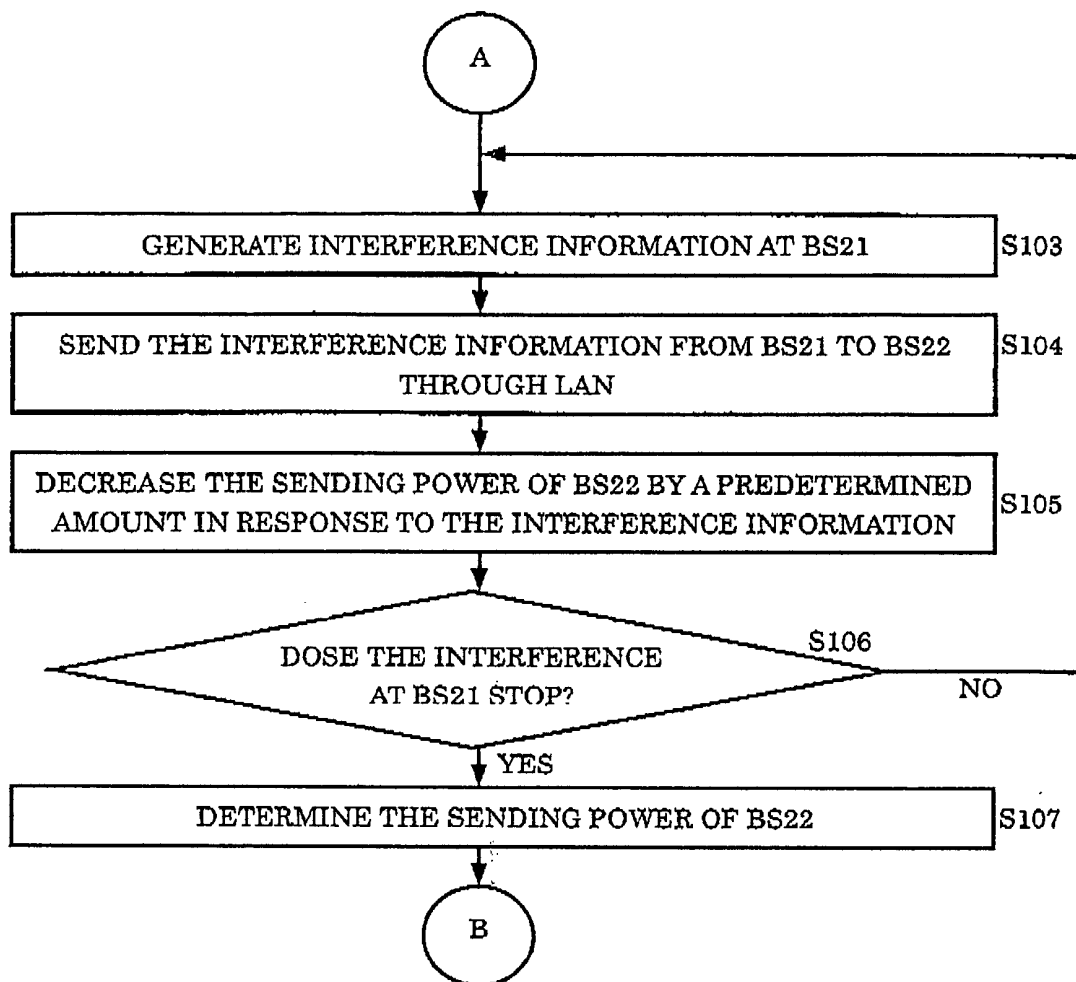 A
GENERATE INTERFERENCE INFORMATION AT BS21
S103
SEND THE INTERFERENCE INFORMATION FROM BS21 TO BS22
THROUGH LAN
S104
DECREASE THE SENDING POWER OF BS22 BY A PREDETERMINED
AMOUNT IN RESPONSE TO THE INTERFERENCE INFORMATION
S105
S106
DOSE THE INTERFERENCE
AT BS21 STOP?
NO
YES
DETERMINE THE SENDING POWER OF BS22
S107
B